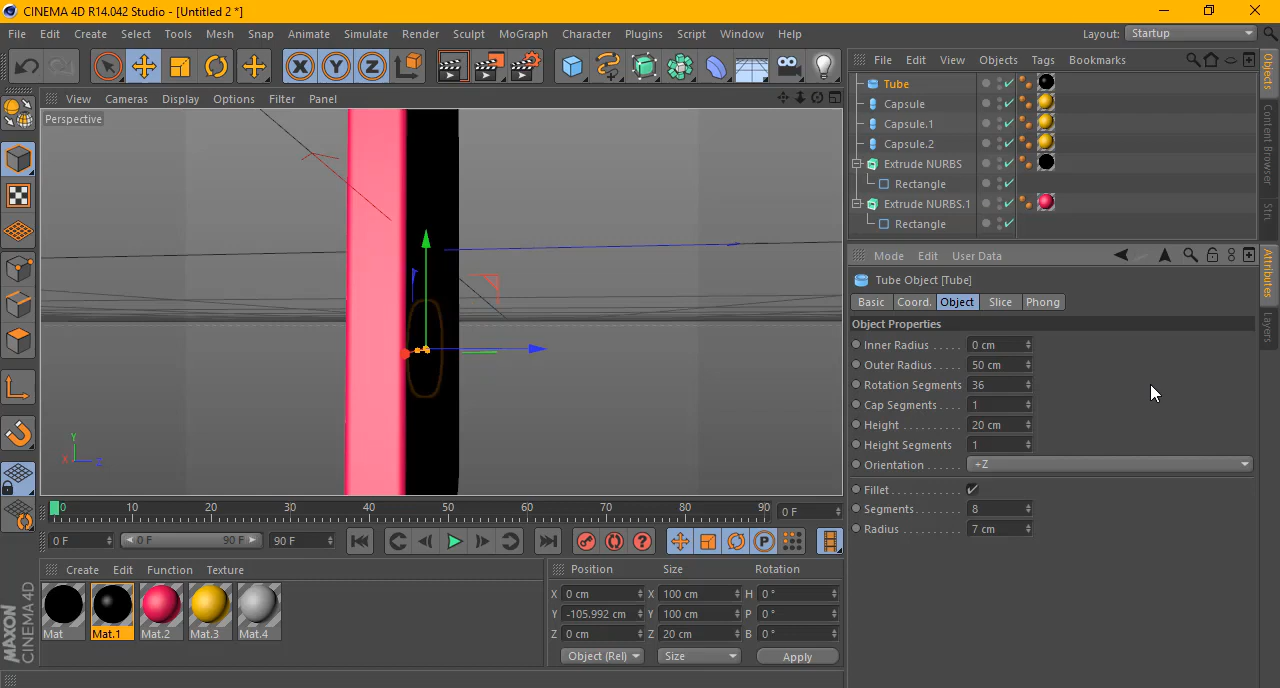 CINEMA 4D R14.042 Studio - [Untitled 2 *]
File Edit Create Select Tools Mesh Snap Animate Simulate Render Sculpt MoGraph Character Plugins Script Window Help Layout: Startup
File Edit View Objects Tags Bookmarks
View Cameras Display Options Filter Panel
Perspective
Tube
Capsule
Capsule.1
Capsule.2
Extrude NURBS
Rectangle
Extrude NURBS.1
Rectangle
Objects
Content Browser
Mode Edit User Data
Tube Object [Tube]
Basic Coord. Object Slice Phong
Object Properties
Inner Radius . . . . . 0 cm
Outer Radius. . . . . 50 cm
Rotation Segments 36
Cap Segments . . . . 1
Height . . . . . . . . . . 20 cm
Height Segments 1
Orientation . . . . . . +Z
Fillet. . . . . . . . . . . .
Segments. . . . . . . . 8
Radius . . . . . . . . . . 7 cm
Attributes
Layers
Y
X Z
0 10 20 30 40 50 60 70 80 90 0 F
0 F 0 F 90 F 90 F
Create Edit Function Texture
Mat Mat.1 Mat.2 Mat.3 Mat.4
Position Size Rotation
X 0 cm X 100 cm H 0 °
Y -105.992 cm Y 100 cm P 0 °
Z 0 cm Z 20 cm B 0 °
Object (Rel) Size Apply
MAXON
CINEMA 4D